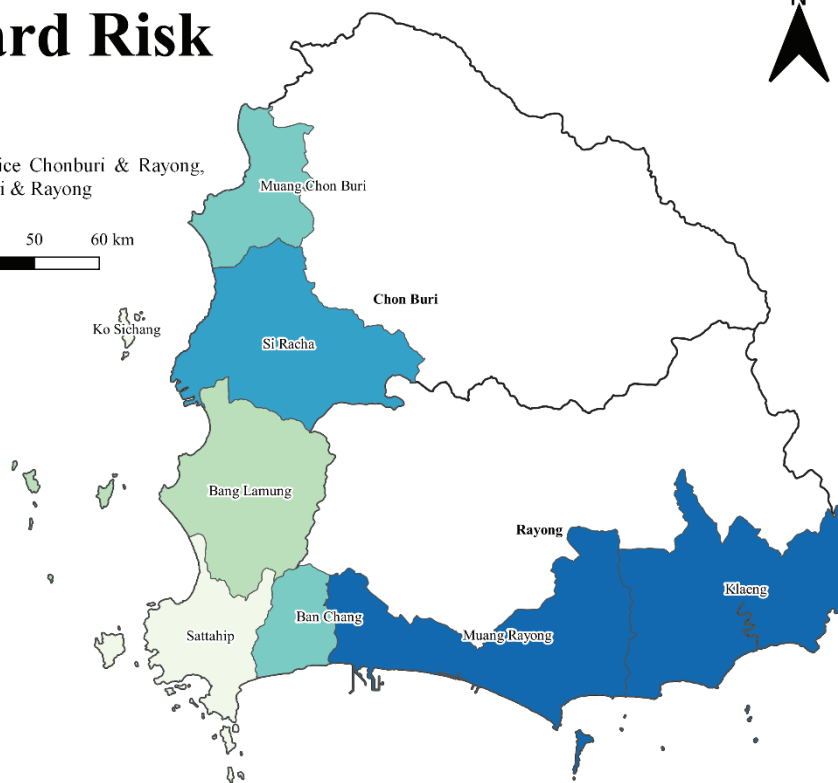 ard Risk
N
ice Chonburi & Rayong,
i & Rayong
50 60 km
Muang Chon Buri
Chon Buri
Ko Sichang
Si Racha
Bang Lamung
Rayong
Klaeng
Ban Chang
Sattahip
Muang Rayong